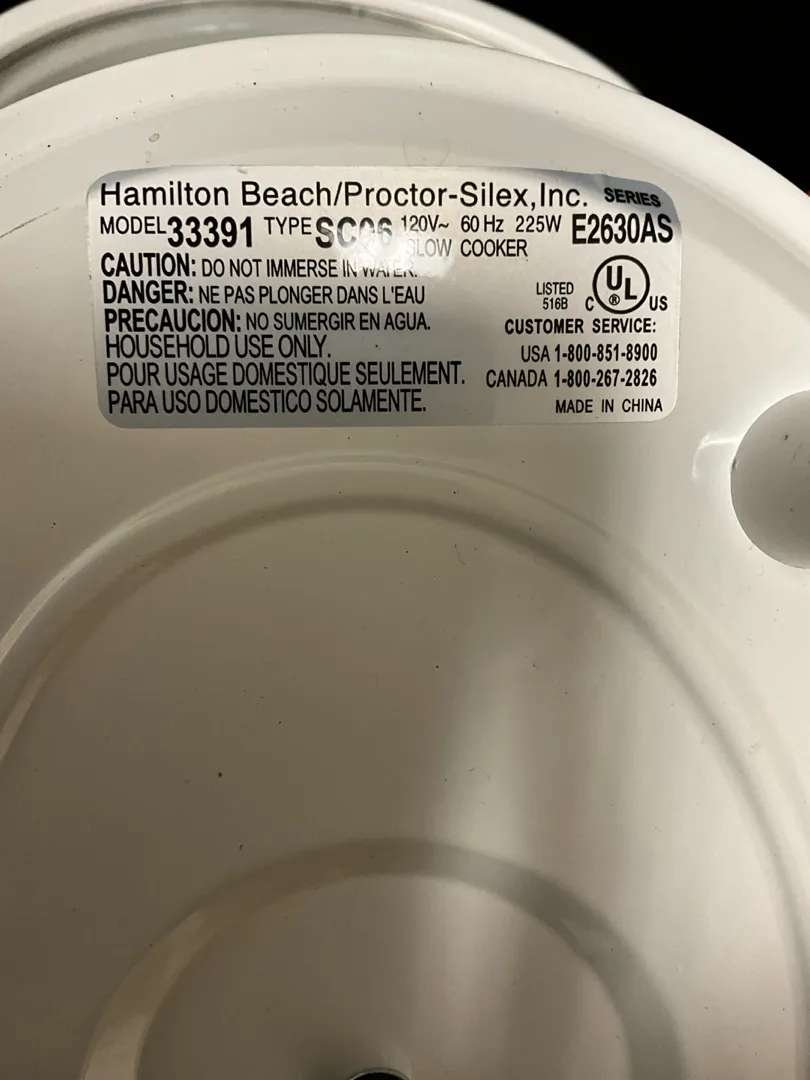 Hamilton Beach/Proctor-Silex, Inc. SERIES
MODEL 33391 TYPE SC06 120V~ 60 Hz 225W E2630AS
SLOW COOKER
CAUTION: DO NOT IMMERSE IN WATER.
DANGER: NE PAS PLONGER DANS L'EAU
PRECAUCION: NO SUMERGIR EN AGUA.
HOUSEHOLD USE ONLY.
POUR USAGE DOMESTIQUE SEULEMENT.
PARA USO DOMESTICO SOLAMENTE.
LISTED
516B
C UL ® US
CUSTOMER SERVICE:
USA 1-800-851-8900
CANADA 1-800-267-2826
MADE IN CHINA